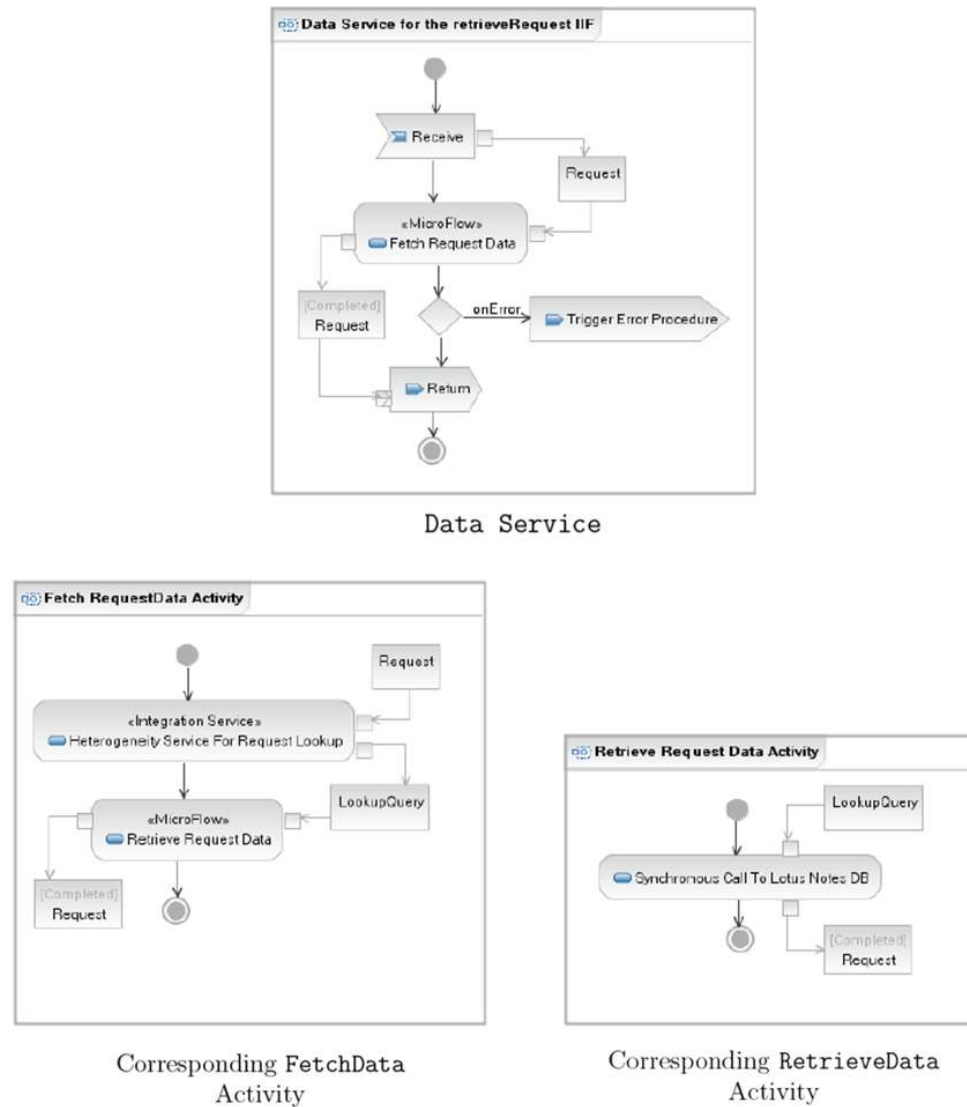 Data Service for the retrieveRequest IIF
Receive
Request
«MicroFlow»
Fetch Request Data
[Completed]
Request
onError
Trigger Error Procedure
Return
Data Service
Fetch RequestData Activity
Request
«Integration Service»
Heterogeneity Service For Request Lookup
LookupQuery
«MicroFlow»
Retrieve Request Data
[Completed]
Request
Corresponding FetchData
Activity
Retrieve Request Data Activity
LookupQuery
Synchronous Call To Lotus Notes DB
[Completed]
Request
Corresponding RetrieveData
Activity